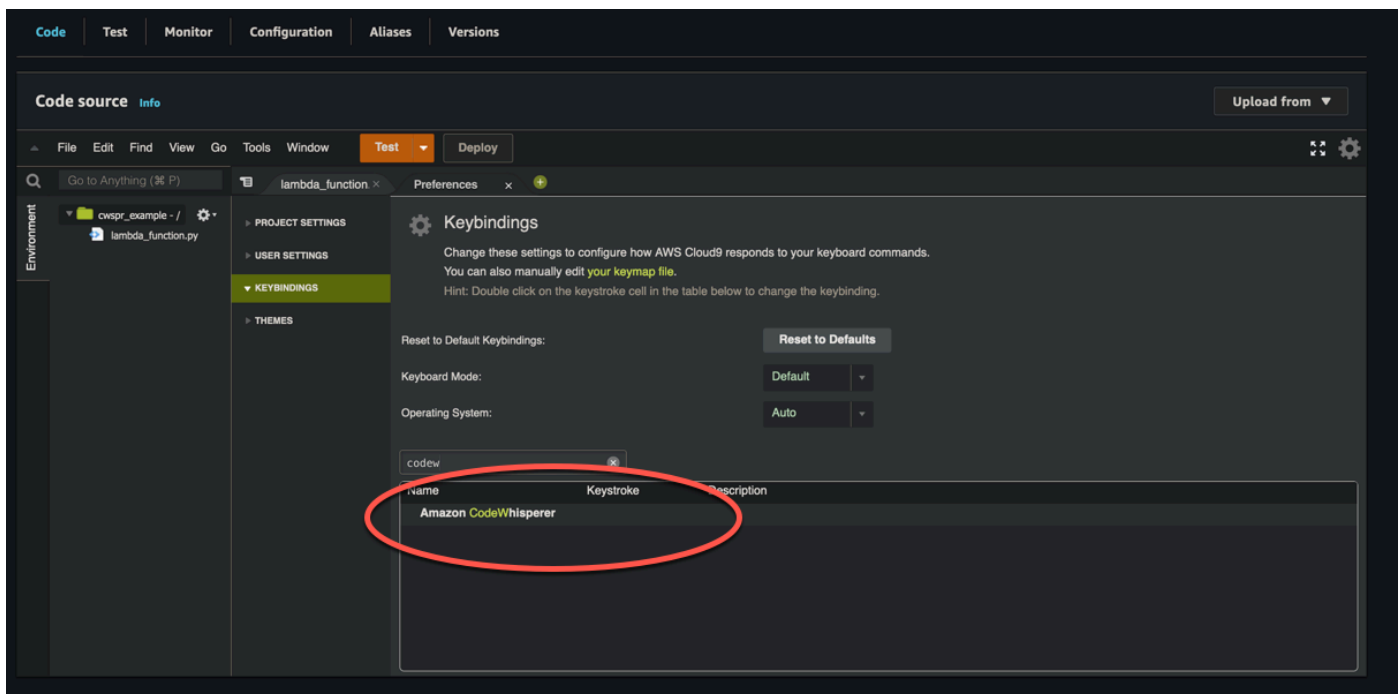 Code Test Monitor Configuration Aliases Versions
Code source Info
Upload from
File Edit Find View Go Tools Window Test Deploy
Go to Anything (⌘ P)
lambda_function
Preferences
Environment
cwspr_example - /
lambda_function.py
PROJECT SETTINGS
USER SETTINGS
KEYBINDINGS
THEMES
Keybindings
Change these settings to configure how AWS Cloud9 responds to your keyboard commands.
You can also manually edit your keymap file.
Hint: Double click on the keystroke cell in the table below to change the keybinding.
Reset to Default Keybindings: Reset to Defaults
Keyboard Mode: Default
Operating System: Auto
codew
Name Keystroke Description
Amazon CodeWhisperer